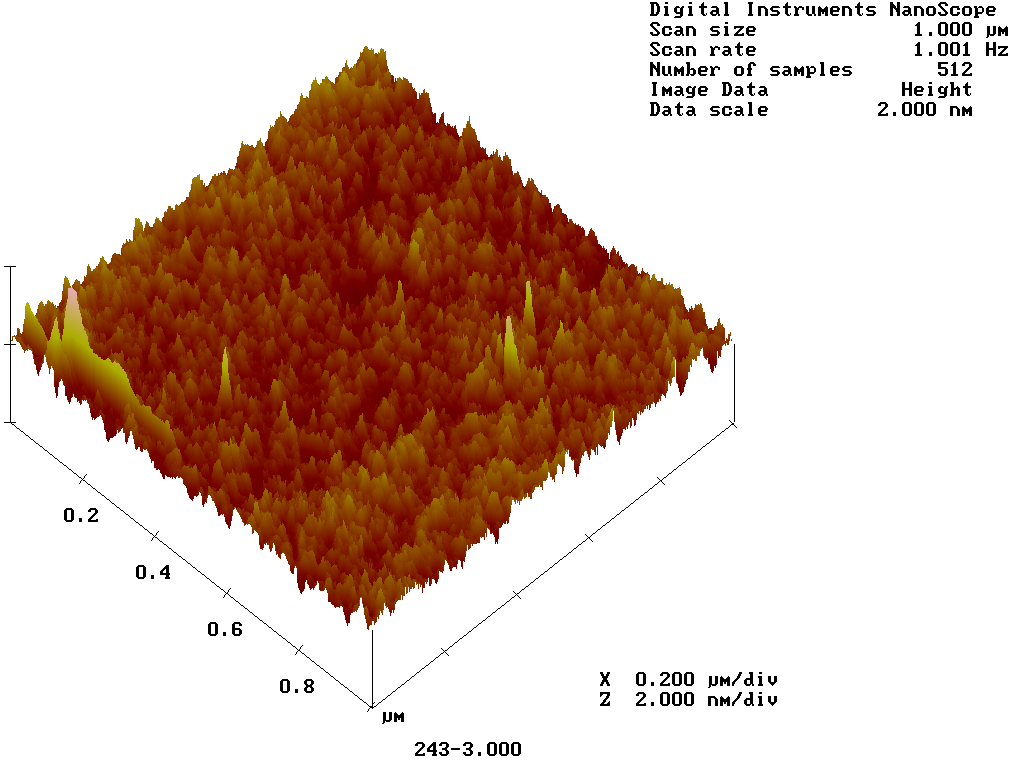 Digital Instruments NanoScope
Scan size 1.000 µm
Scan rate 1.001 Hz
Number of samples 512
Image Data Height
Data scale 2.000 nm
0.2
0.4
0.6
0.8
µm
X 0.200 µm/div
Z 2.000 nm/div
243-3.000